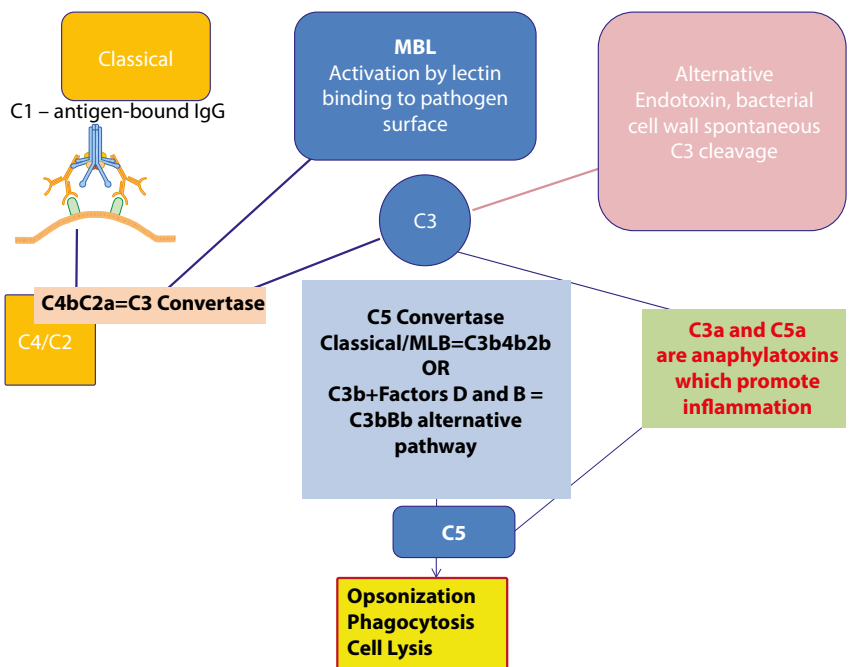 Classical
C1 – antigen-bound IgG
MBL
Activation by lectin
binding to pathogen
surface
Alternative
Endotoxin, bacterial
cell wall spontaneous
C3 cleavage
C3
C4bC2a=C3 Convertase
C4/C2
C5 Convertase
Classical/MLB=C3b4b2b
OR
C3b+Factors D and B =
C3bBb alternative
pathway
C3a and C5a
are anaphylatoxins
which promote
inflammation
C5
Opsonization
Phagocytosis
Cell Lysis